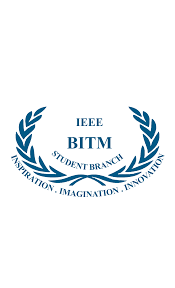 IEEE
BITM
STUDENT BRANCH
INSPIRATION . IMAGINATION . INNOVATION